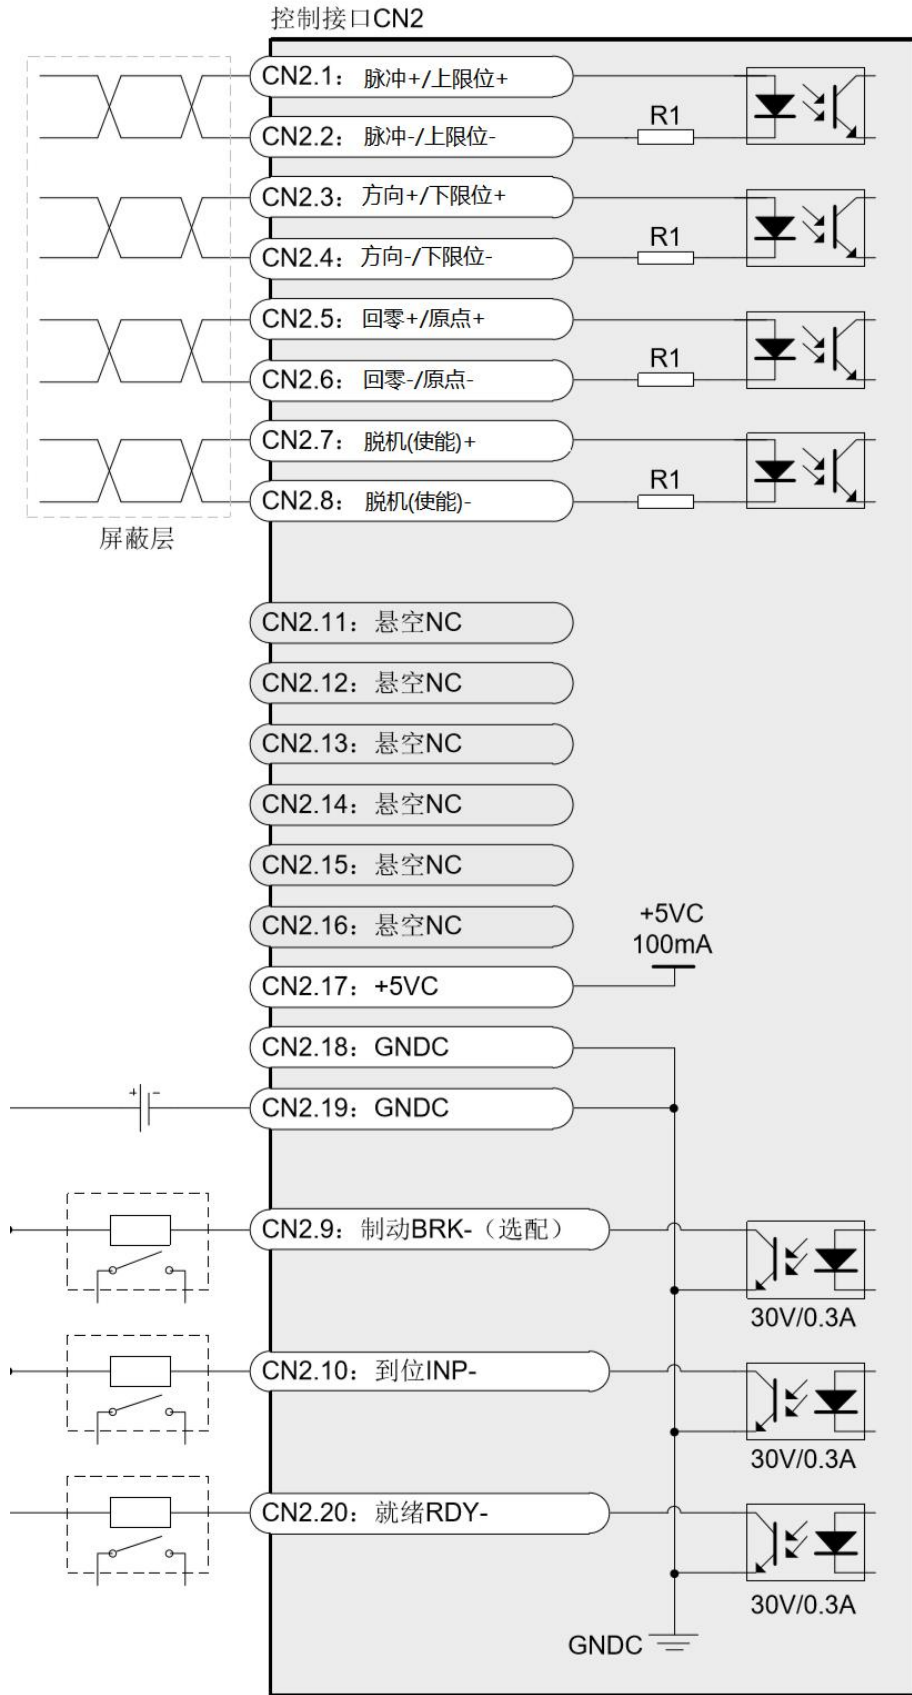 控制接口CN2
CN2.1：脉冲+/上限位+
R1
CN2.2：脉冲-/上限位-
CN2.3：方向+/下限位+
R1
CN2.4：方向-/下限位-
CN2.5：回零+/原点+
R1
CN2.6：回零-/原点-
CN2.7：脱机(使能)+
R1
CN2.8：脱机(使能)-
屏蔽层
CN2.11：悬空NC
CN2.12：悬空NC
CN2.13：悬空NC
CN2.14：悬空NC
CN2.15：悬空NC
CN2.16：悬空NC
+5VC
100mA
CN2.17：+5VC
CN2.18：GNDC
+ -
CN2.19：GNDC
CN2.9：制动BRK-（选配）
30V/0.3A
CN2.10：到位INP-
30V/0.3A
CN2.20：就绪RDY-
30V/0.3A
GNDC